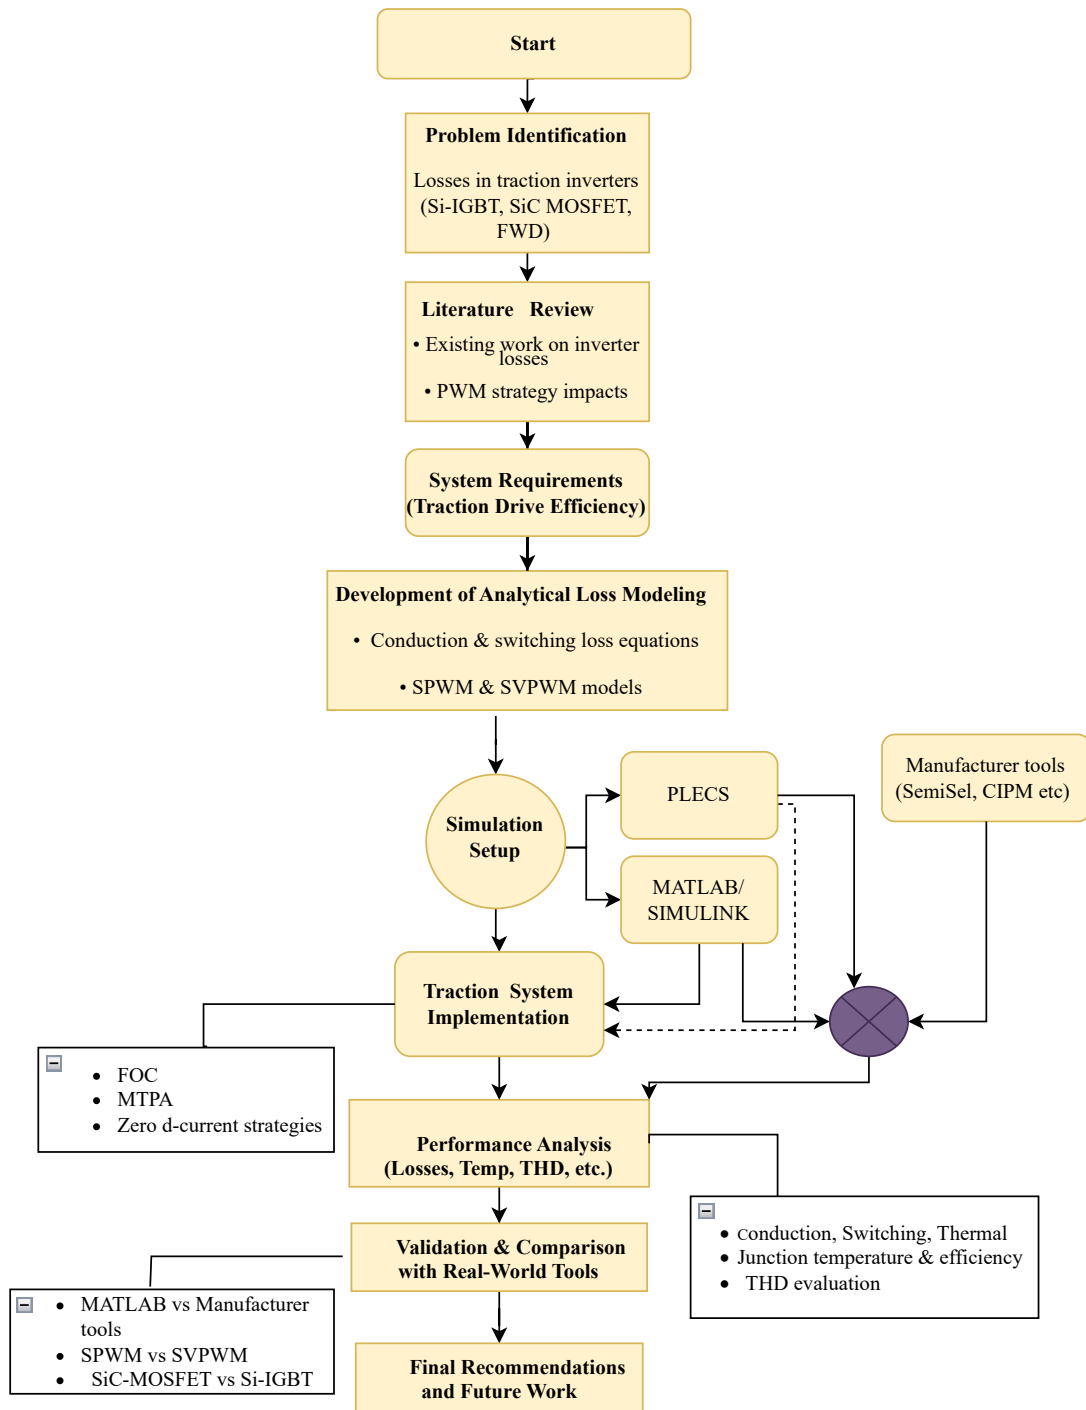 Start
Problem Identification
Losses in traction inverters
(Si-IGBT, SiC MOSFET,
FWD)
Literature Review
• Existing work on inverter
losses
• PWM strategy impacts
System Requirements
(Traction Drive Efficiency)
Development of Analytical Loss Modeling
• Conduction & switching loss equations
• SPWM & SVPWM models
Simulation
Setup
PLECS
MATLAB/
SIMULINK
Manufacturer tools
(SemiSel, CIPM etc)
Traction System
Implementation
• FOC
• MTPA
• Zero d-current strategies
Performance Analysis
(Losses, Temp, THD, etc.)
• Conduction, Switching, Thermal
• Junction temperature & efficiency
• THD evaluation
Validation & Comparison
with Real-World Tools
• MATLAB vs Manufacturer
tools
• SPWM vs SVPWM
• SiC-MOSFET vs Si-IGBT
Final Recommendations
and Future Work